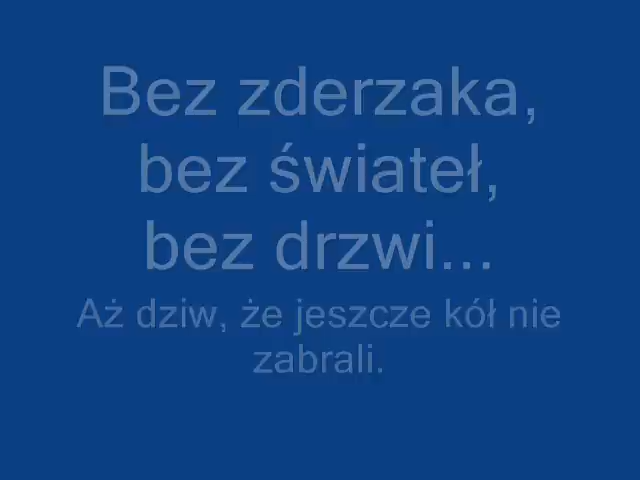 Bez zderzaka,
bez świateł,
bez drzwi...
Aż dziw, że jeszcze kół nie
zabrali.